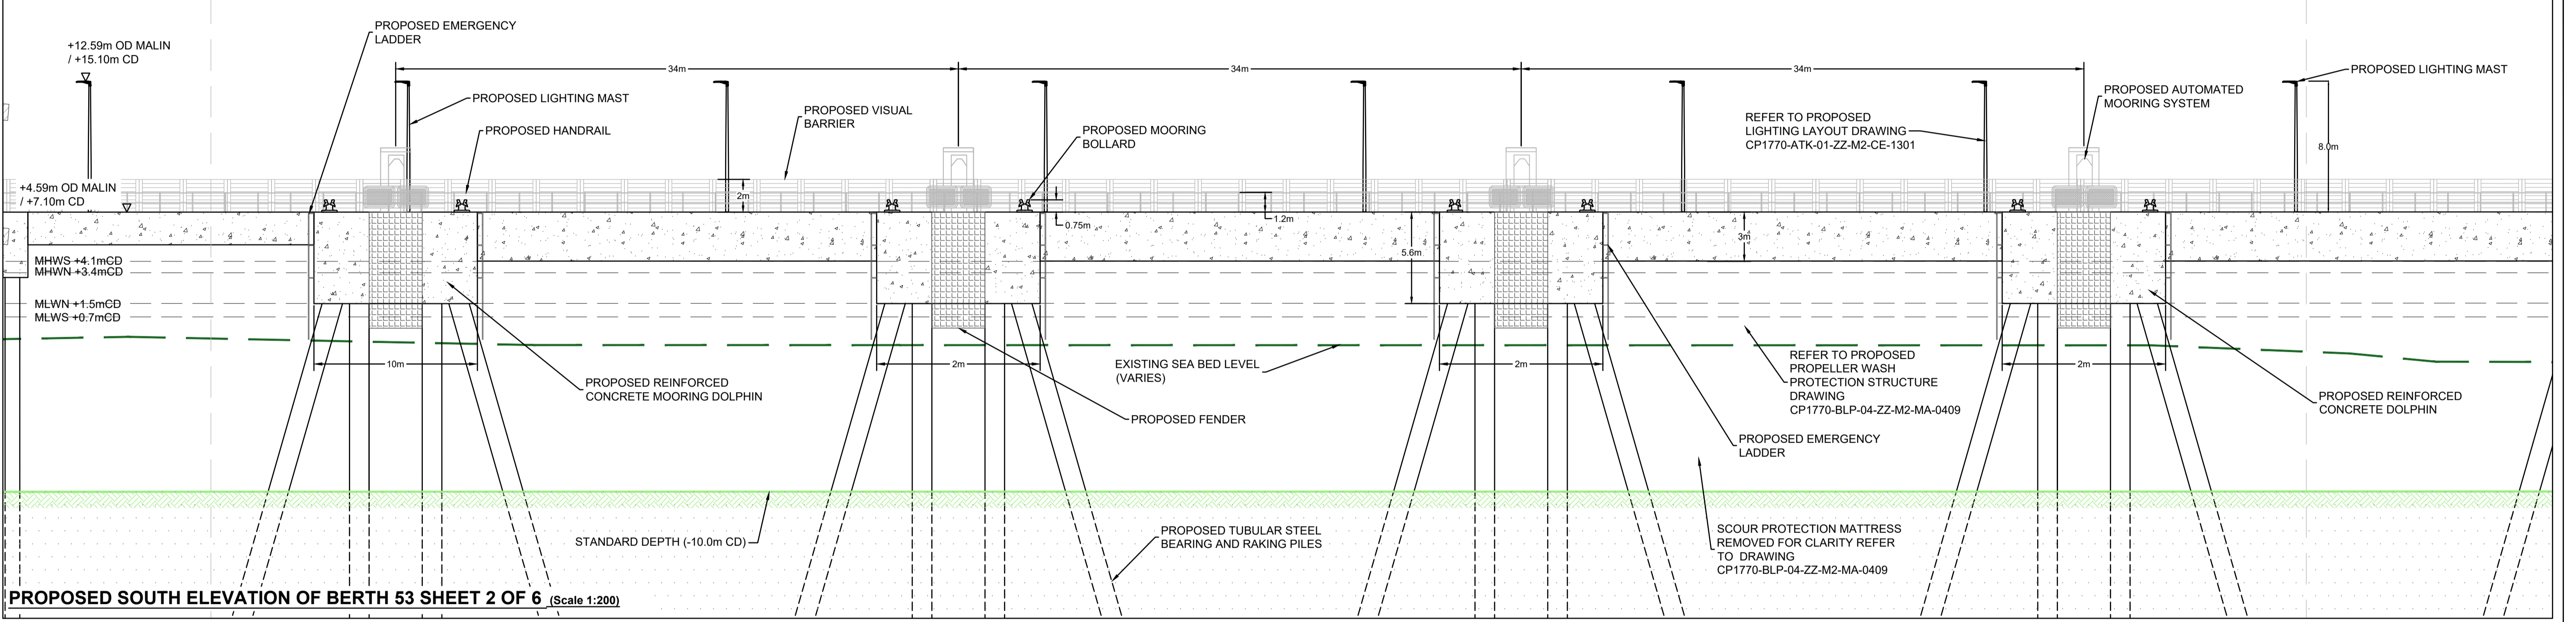 PROPOSED EMERGENCY
LADDER
+12.59m OD MALIN
/ +15.10m CD
34m
34m
34m
PROPOSED LIGHTING MAST
PROPOSED LIGHTING MAST
PROPOSED HANDRAIL
PROPOSED VISUAL
BARRIER
PROPOSED MOORING
BOLLARD
REFER TO PROPOSED
LIGHTING LAYOUT DRAWING
CP1770-ATK-01-ZZ-M2-CE-1301
PROPOSED AUTOMATED
MOORING SYSTEM
8.0m
+4.59m OD MALIN
/ +7.10m CD
2m
1.2m
0.75m
5.6m
3m
MHWS +4.1mCD
MHWN +3.4mCD
MLWN +1.5mCD
MLWS +0.7mCD
10m
2m
2m
2m
PROPOSED REINFORCED
CONCRETE MOORING DOLPHIN
EXISTING SEA BED LEVEL
(VARIES)
PROPOSED FENDER
REFER TO PROPOSED
PROPELLER WASH
PROTECTION STRUCTURE
DRAWING
CP1770-BLP-04-ZZ-M2-MA-0409
PROPOSED REINFORCED
CONCRETE DOLPHIN
PROPOSED EMERGENCY
LADDER
STANDARD DEPTH (-10.0m CD)
PROPOSED TUBULAR STEEL
BEARING AND RAKING PILES
SCOUR PROTECTION MATTRESS
REMOVED FOR CLARITY REFER
TO DRAWING
CP1770-BLP-04-ZZ-M2-MA-0409
PROPOSED SOUTH ELEVATION OF BERTH 53 SHEET 2 OF 6 (Scale 1:200)